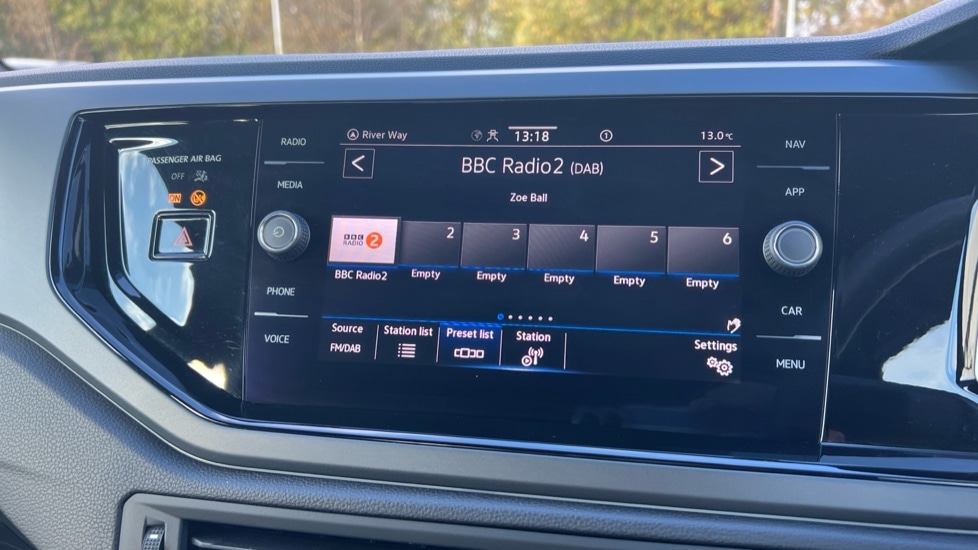 PASSENGER AIR BAG
OFF
ON
RADIO
MEDIA
PHONE
VOICE
River Way
13:18
1
13.0°C
<
BBC Radio2 (DAB)
>
Zoe Ball
BBC RADIO 2
2
3
4
5
6
BBC Radio2
Empty
Empty
Empty
Empty
Empty
Source
Station list
Preset list
Station
Settings
FM/DAB
NAV
APP
CAR
MENU